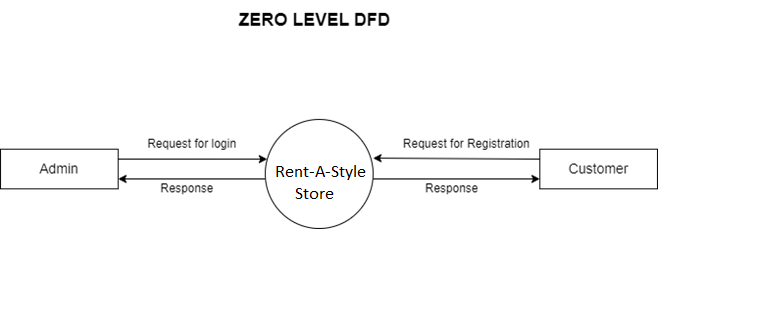 ZERO LEVEL DFD
Request for login
Request for Registration
Admin
Rent-A-Style
Store
Customer
Response
Response